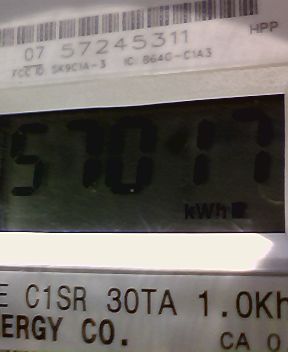 HPP
07 57245311
FCC ID: SK9C1A-3 IC: 864G-C1A3
57017
kWh
E C1SR 30TA 1.0Kh
ERGY CO. CA 0